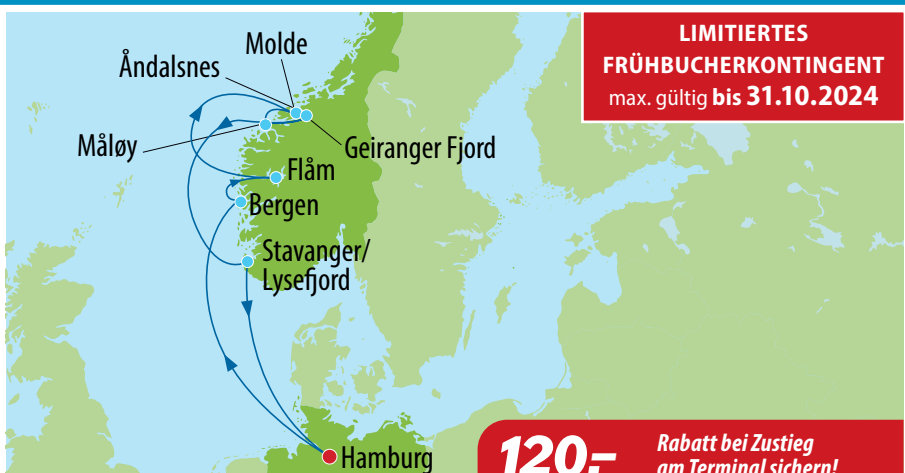 LIMITIERTES
FRÜHBUCHERKONTINGENT
max. gültig bis 31.10.2024
Molde
Åndalsnes
Måløy
Geiranger Fjord
Flåm
Bergen
Stavanger/
Lysefjord
Hamburg
120,-
Rabatt bei Zustieg
am Terminal sichern!